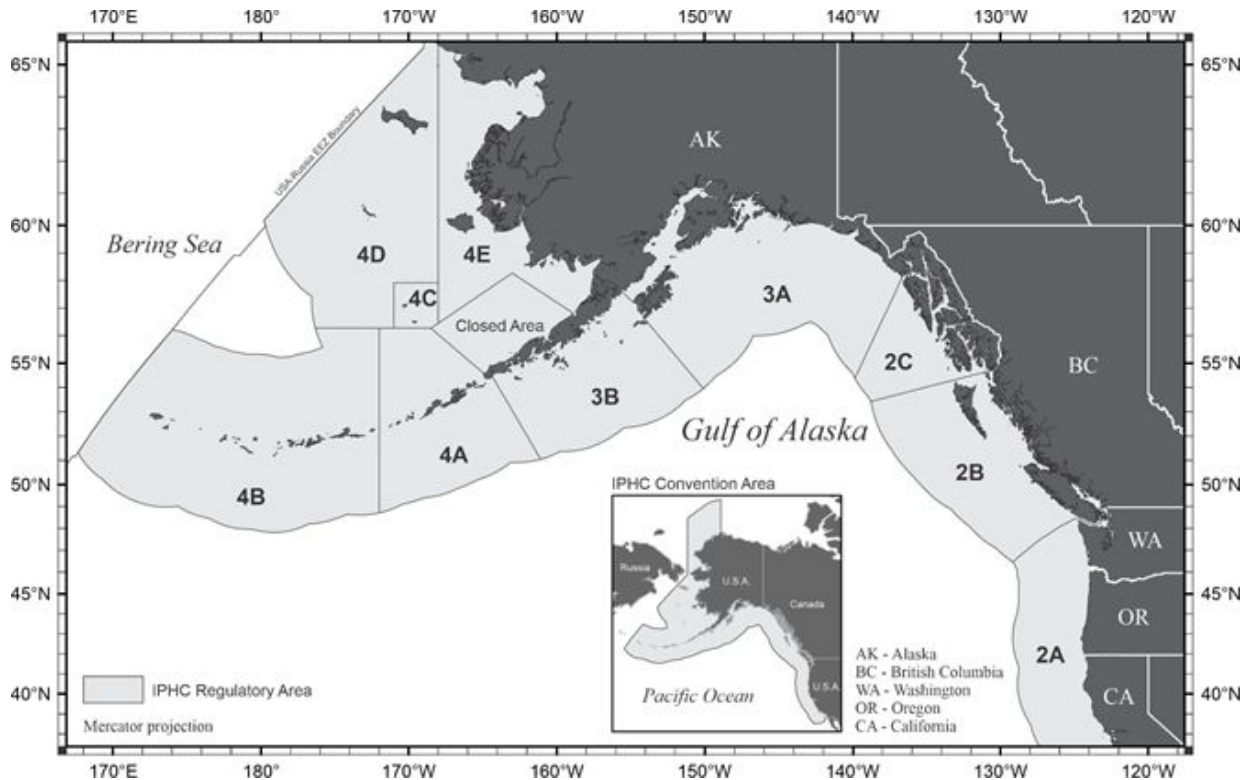 170°E 180° 170°W 160°W 150°W 140°W 130°W 120°W
65°N 65°N
USA-Russia EEZ Boundary
AK
60°N 60°N
Bering Sea
4D
4E
4C
3A
Closed Area
55°N 55°N
2C
BC
3B
Gulf of Alaska
4A
2B
4B
50°N 50°N
IPHC Convention Area
WA
Russia
U.S.A.
Canada
45°N 45°N
OR
2A
AK - Alaska
BC - British Columbia
WA - Washington
OR - Oregon
CA - California
U.S.A.
IPHC Regulatory Area
Pacific Ocean
CA
40°N 40°N
Mercator projection
170°E 180° 170°W 160°W 150°W 140°W 130°W 120°W